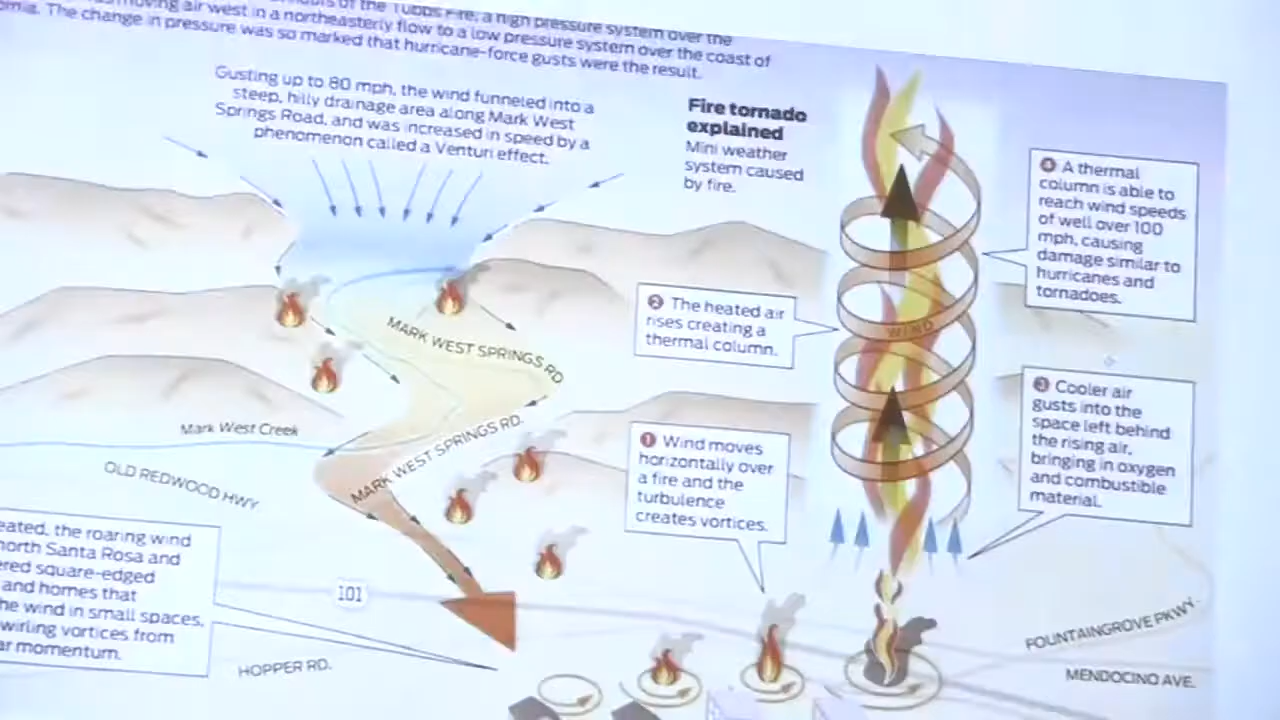 of the Tubbs Fire, a high pressure system over the
moving air west in a northeasterly flow to a low pressure system over the coast of
The change in pressure was so marked that hurricane-force gusts were the result.
Gusting up to 80 mph, the wind funneled into a
steep, hilly drainage area along Mark West
Springs Road, and was increased in speed by a
phenomenon called a Venturi effect.
Fire tornado
explained
Mini weather
system caused
by fire.
4 A thermal
column is able to
reach wind speeds
of well over 100
mph, causing
damage similar to
hurricanes and
tornadoes.
2 The heated air
rises creating a
thermal column.
WIND
MARK WEST SPRINGS RD
3 Cooler air
gusts into the
space left behind
the rising air,
bringing in oxygen
and combustible
material.
1 Wind moves
horizontally over
a fire and the
turbulence
creates vortices.
Mark West Creek
MARK WEST SPRINGS RD.
OLD REDWOOD HWY
the roaring wind
north Santa Rosa and
square-edged
and homes that
wind in small spaces,
vortices from
momentum.
101
HOPPER RD.
FOUNTAINGROVE PKWY.
MENDOCINO AVE.